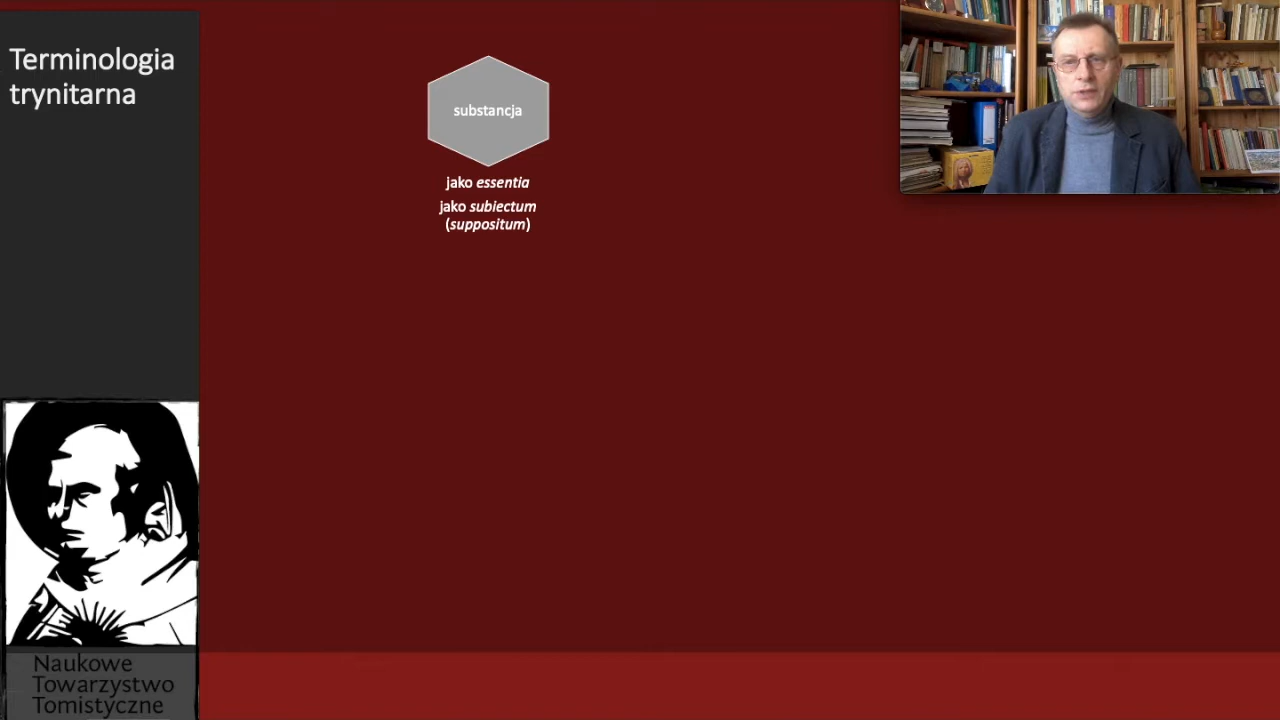 Terminologia
trynitarna
substancja
jako essentia
jako subiectum
(suppositum)
Naukowe
Towarzystwo
Tomistyczne